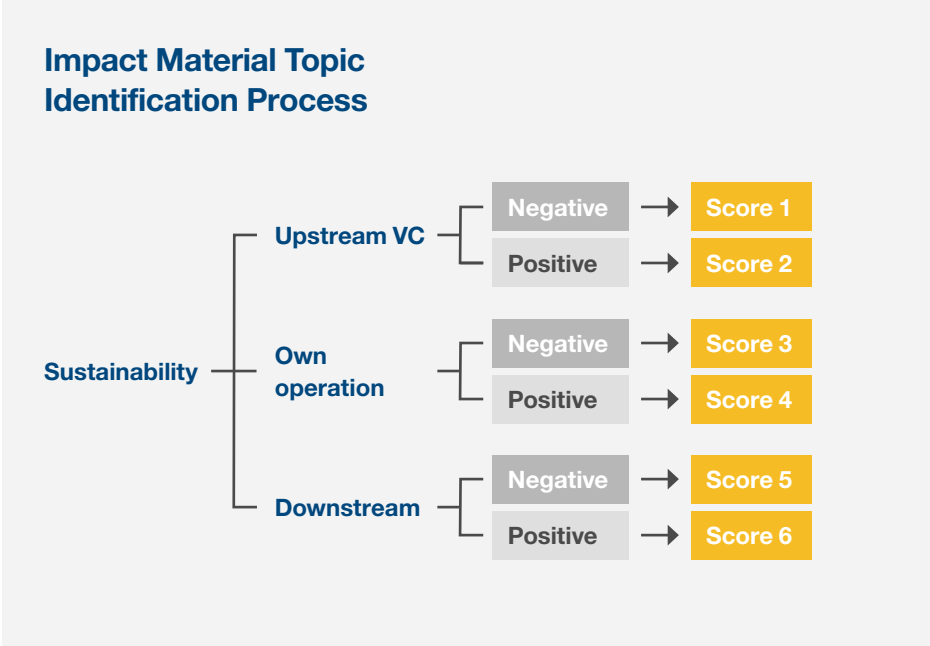 Impact Material Topic
Identification Process
Negative
Score 1
Upstream VC
Positive
Score 2
Negative
Score 3
Sustainability
Own
operation
Positive
Score 4
Negative
Score 5
Downstream
Positive
Score 6